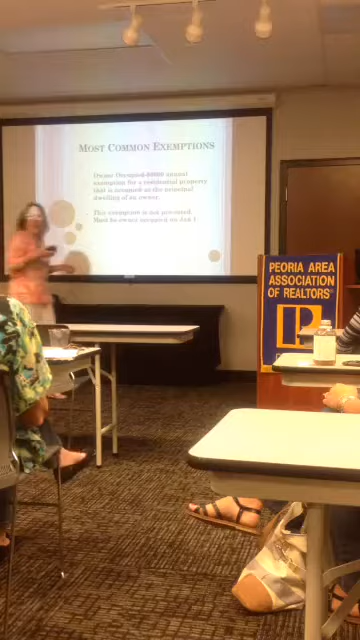 MOST COMMON EXEMPTIONS
Owner Occupied-$6000 annual
exemption for a residential property
that is occupied as the principal
dwelling of its owner.
This exemption is not prorated.
Must be owner occupied on Jan 1
PEORIA AREA
ASSOCIATION
OF REALTORS®